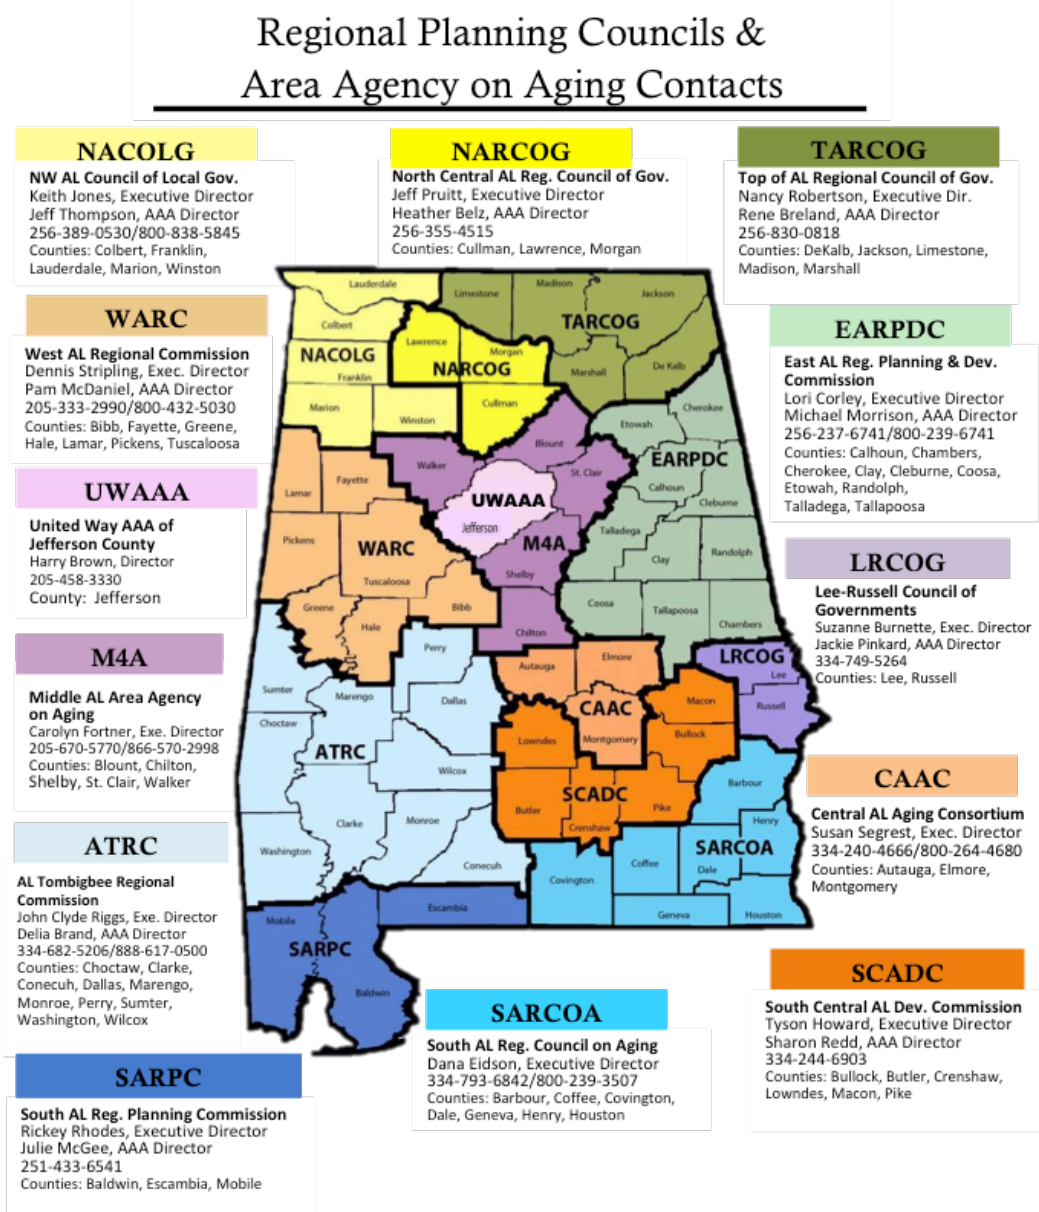 Regional Planning Councils &
Area Agency on Aging Contacts
NACOLG
NW AL Council of Local Gov.
Keith Jones, Executive Director
Jeff Thompson, AAA Director
256-389-0530/800-838-5845
Counties: Colbert, Franklin,
Lauderdale, Marion, Winston
NARCOG
North Central AL Reg. Council of Gov.
Jeff Pruitt, Executive Director
Heather Belz, AAA Director
256-355-4515
Counties: Cullman, Lawrence, Morgan
TARCOG
Top of AL Regional Council of Gov.
Nancy Robertson, Executive Dir.
Rene Breland, AAA Director
256-830-0818
Counties: DeKalb, Jackson, Limestone,
Madison, Marshall
WARC
West AL Regional Commission
Dennis Stripling, Exec. Director
Pam McDaniel, AAA Director
205-333-2990/800-432-5030
Counties: Bibb, Fayette, Greene,
Hale, Lamar, Pickens, Tuscaloosa
UWAAA
United Way AAA of
Jefferson County
Harry Brown, Director
205-458-3330
County: Jefferson
M4A
Middle AL Area Agency
on Aging
Carolyn Fortner, Exe. Director
205-670-5770/866-570-2998
Counties: Blount, Chilton,
Shelby, St. Clair, Walker
ATRC
AL Tombigbee Regional
Commission
John Clyde Riggs, Exe. Director
Delia Brand, AAA Director
334-682-5206/888-617-0500
Counties: Choctaw, Clarke,
Conecuh, Dallas, Marengo,
Monroe, Perry, Sumter,
Washington, Wilcox
SARPC
South AL Reg. Planning Commission
Rickey Rhodes, Executive Director
Julie McGee, AAA Director
251-433-6541
Counties: Baldwin, Escambia, Mobile
EARPDC
East AL Reg. Planning & Dev.
Commission
Lori Corley, Executive Director
Michael Morrison, AAA Director
256-237-6741/800-239-6741
Counties: Calhoun, Chambers,
Cherokee, Clay, Cleburne, Coosa,
Etowah, Randolph,
Talladega, Tallapoosa
LRCOG
Lee-Russell Council of
Governments
Suzanne Burnette, Exec. Director
Jackie Pinkard, AAA Director
334-749-5264
Counties: Lee, Russell
CAAC
Central AL Aging Consortium
Susan Segrest, Exec. Director
334-240-4666/800-264-4680
Counties: Autauga, Elmore,
Montgomery
SCADC
South Central AL Dev. Commission
Tyson Howard, Executive Director
Sharon Redd, AAA Director
334-244-6903
Counties: Bullock, Butler, Crenshaw,
Lowndes, Macon, Pike
SARCOA
South AL Reg. Council on Aging
Dana Eidson, Executive Director
334-793-6842/800-239-3507
Counties: Barbour, Coffee, Covington,
Dale, Geneva, Henry, Houston
Lauderdale
Limestone
Madison
Jackson
Colbert
TARCOG
Lawrence
NACOLG
Morgan
NARCOG
Franklin
Marshall
De Kalb
Marion
Cullman
Cherokee
Winston
Etowah
Blount
Walker
EARPDC
St. Clair
Fayette
Lamar
UWAAA
Calhoun
Cleburne
Jefferson
Talladega
Pickens
WARC
M4A
Randolph
Clay
Shelby
Tuscaloosa
Greene
Bibb
Coosa
Tallapoosa
Hale
Chilton
Chambers
Perry
Elmore
LRCOG
Autauga
Lee
Sumter
Marengo
Dallas
Macon
Russell
CAAC
Choctaw
Bullock
Lowndes
Montgomery
ATRC
Wilcox
Barbour
SCADC
Butler
Pike
Clarke
Monroe
Crenshaw
Henry
Washington
SARCOA
Conecuh
Coffee
Dale
Covington
Escambia
Geneva
Houston
Mobile
SARPC
Baldwin